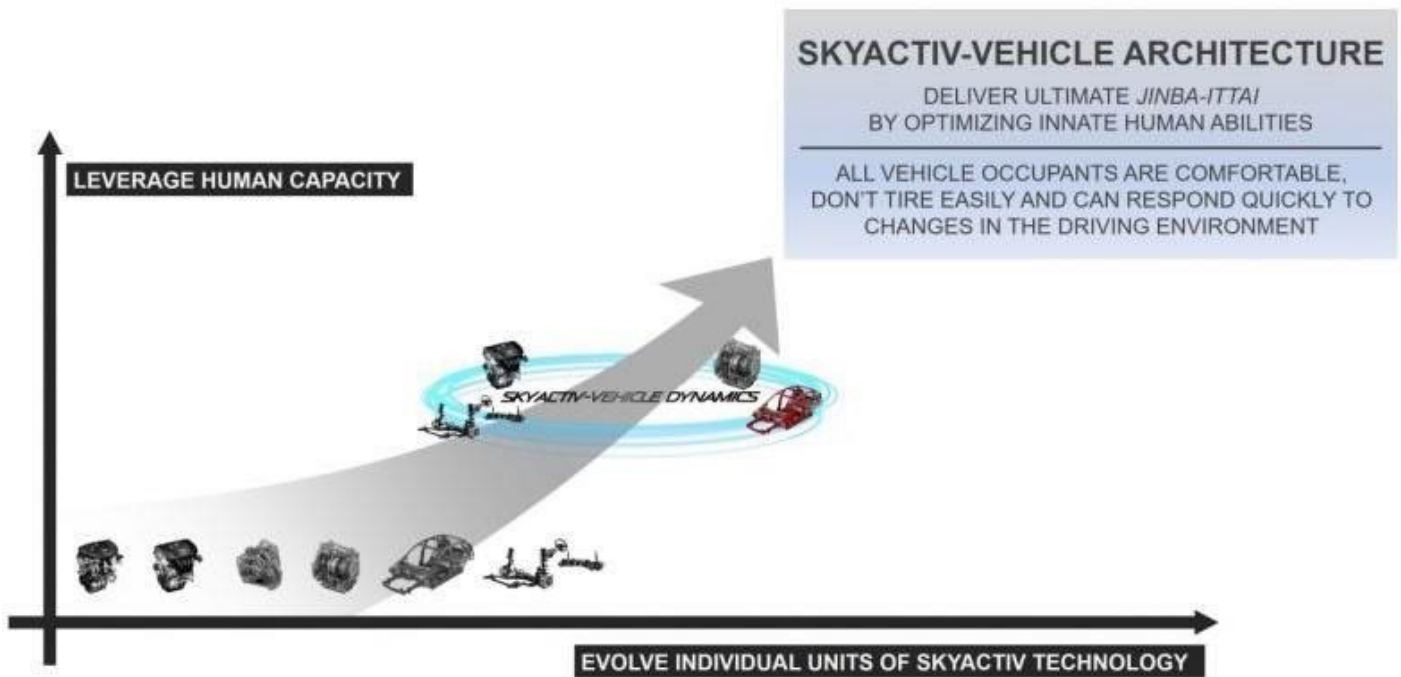 SKYACTIV-VEHICLE ARCHITECTURE
DELIVER ULTIMATE JINBA-ITTAI
BY OPTIMIZING INNATE HUMAN ABILITIES
ALL VEHICLE OCCUPANTS ARE COMFORTABLE,
DON'T TIRE EASILY AND CAN RESPOND QUICKLY TO
CHANGES IN THE DRIVING ENVIRONMENT
LEVERAGE HUMAN CAPACITY
SKYACTIV-VEHICLE DYNAMICS
EVOLVE INDIVIDUAL UNITS OF SKYACTIV TECHNOLOGY